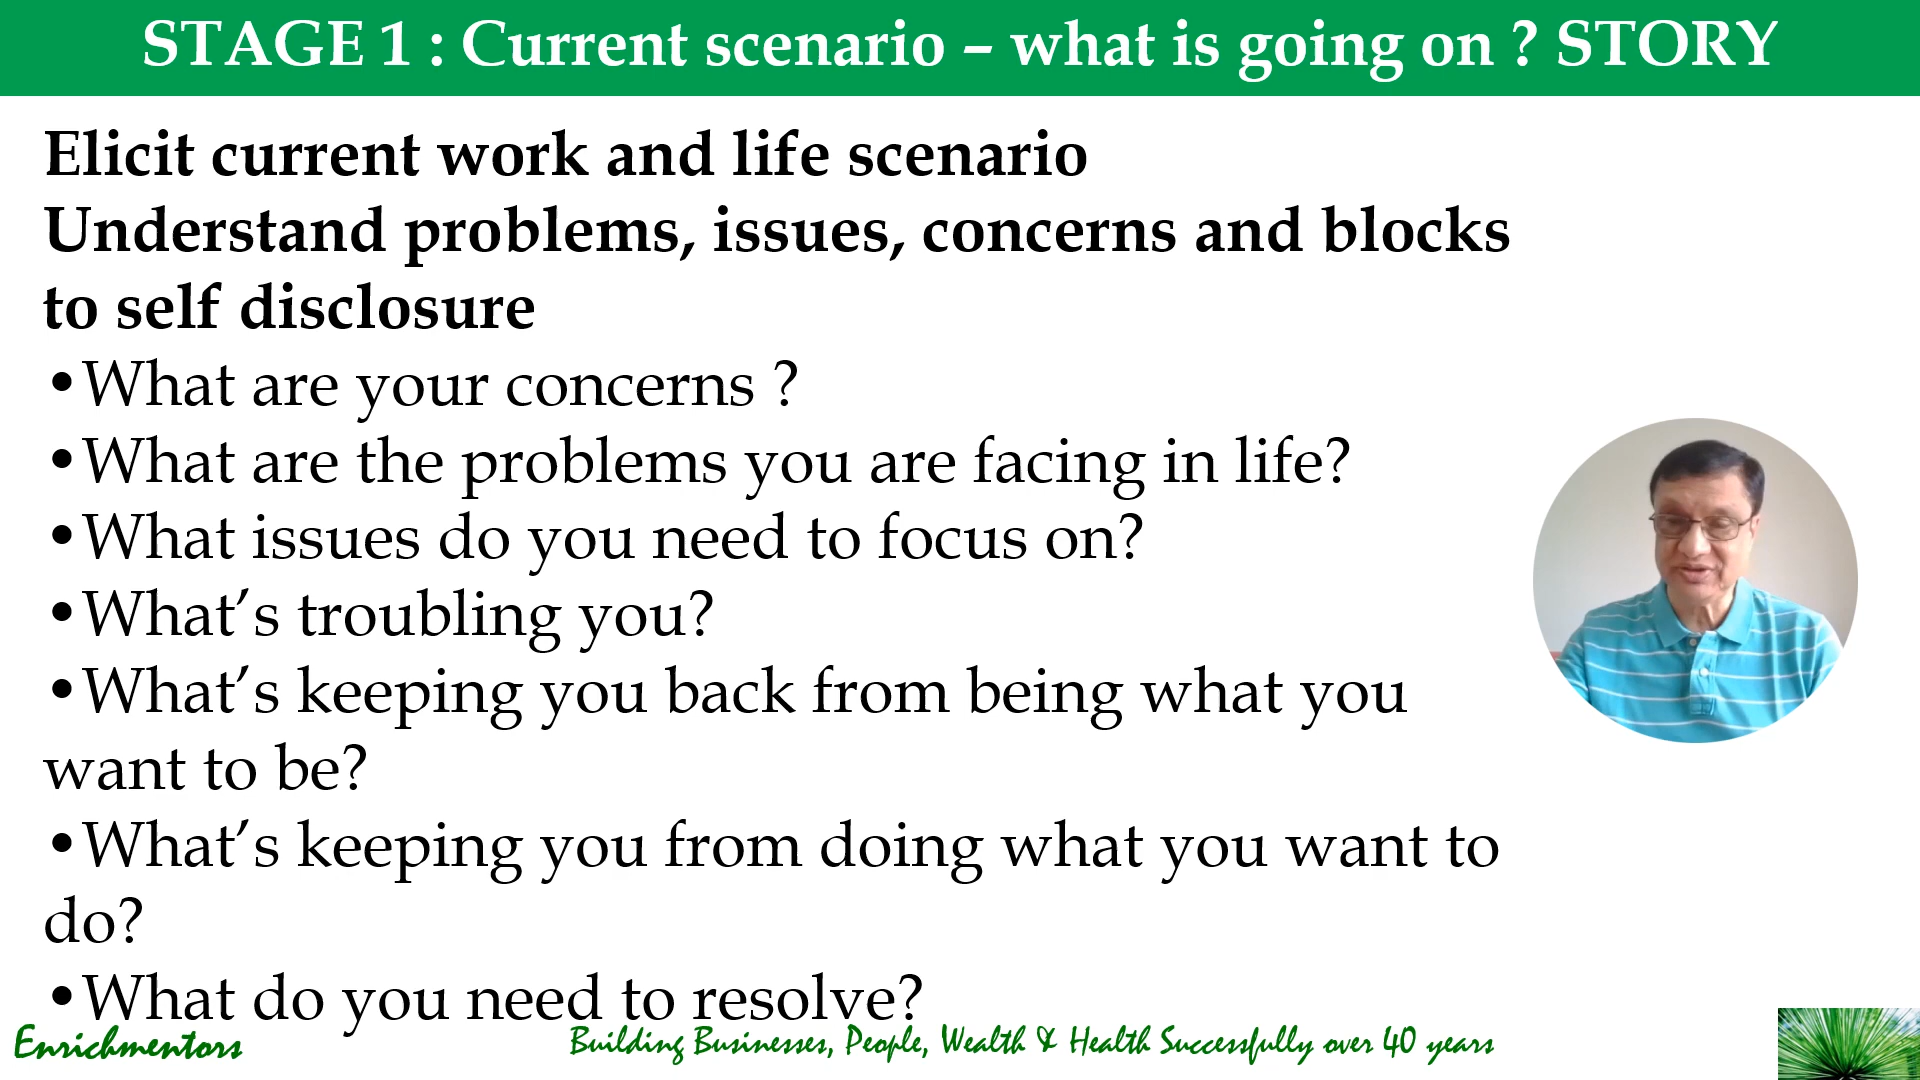 STAGE 1 : Current scenario – what is going on ? STORY
Elicit current work and life scenario
Understand problems, issues, concerns and blocks
to self disclosure
•What are your concerns ?
•What are the problems you are facing in life?
•What issues do you need to focus on?
•What’s troubling you?
•What’s keeping you back from being what you
want to be?
•What’s keeping you from doing what you want to
do?
•What do you need to resolve?
Enrichmentors
Building Businesses, People, Wealth & Health Successfully over 40 years